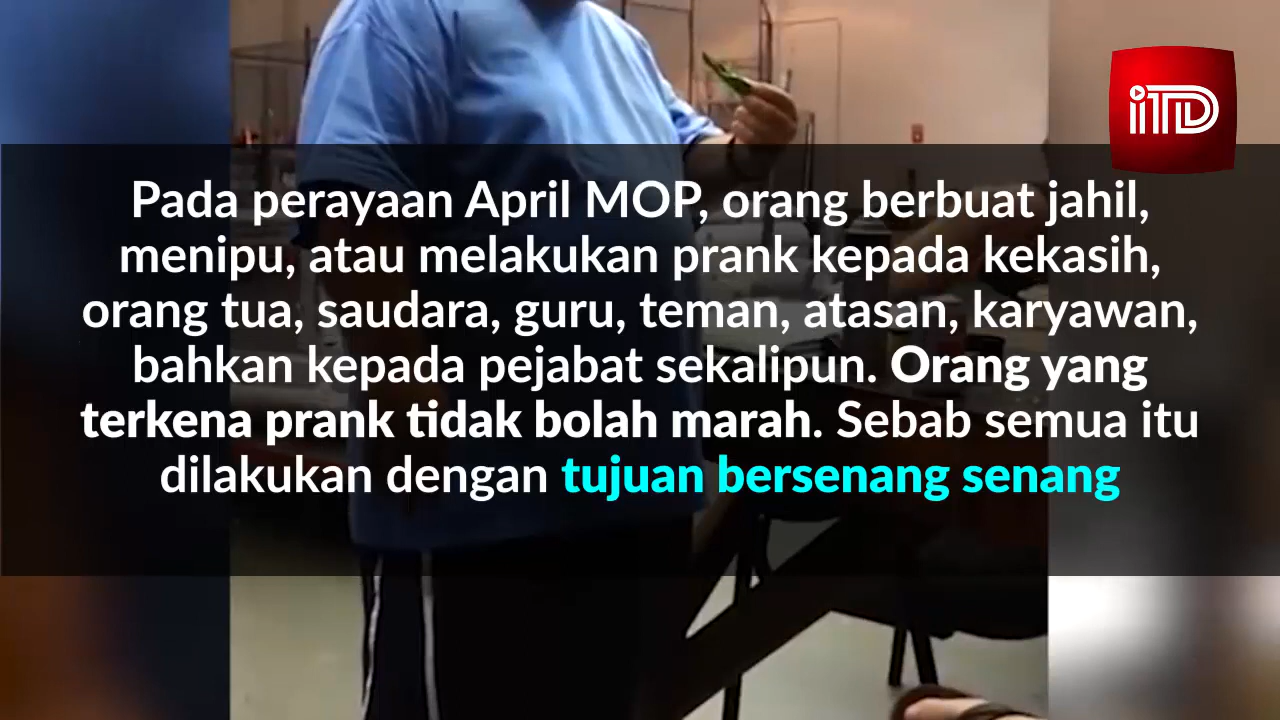 iTD
Pada perayaan April MOP, orang berbuat jahil,
menipu, atau melakukan prank kepada kekasih,
orang tua, saudara, guru, teman, atasan, karyawan,
bahkan kepada pejabat sekalipun. Orang yang
terkena prank tidak bolah marah. Sebab semua itu
dilakukan dengan tujuan bersenang senang